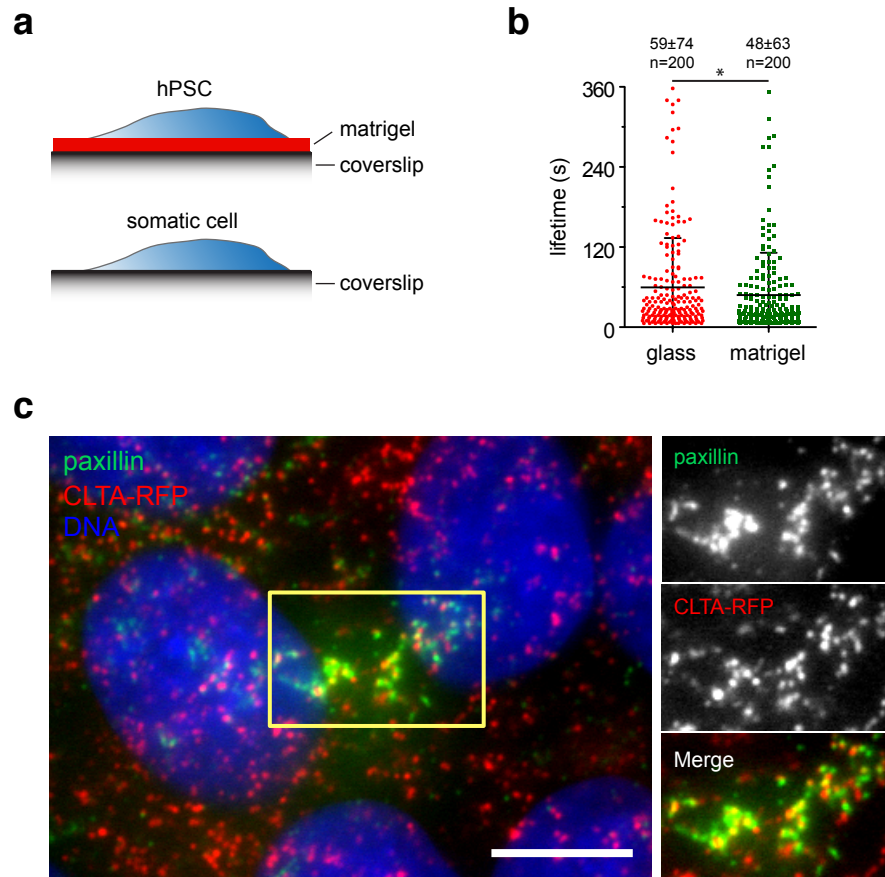 a
hPSC
matrigel
coverslip
somatic cell
coverslip
b
59±74
n=200
48±63
n=200
*
360
240
120
0
lifetime (s)
glass
matrigel
c
paxillin
CLTA-RFP
DNA
paxillin
CLTA-RFP
Merge